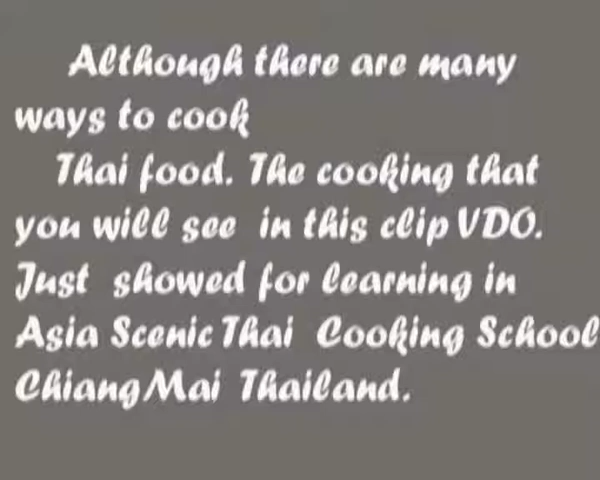 Although there are many
ways to cook
Thai food. The cooking that
you will see in this clip VDO.
Just showed for learning in
Asia Scenic Thai Cooking School
Chiang Mai Thailand.